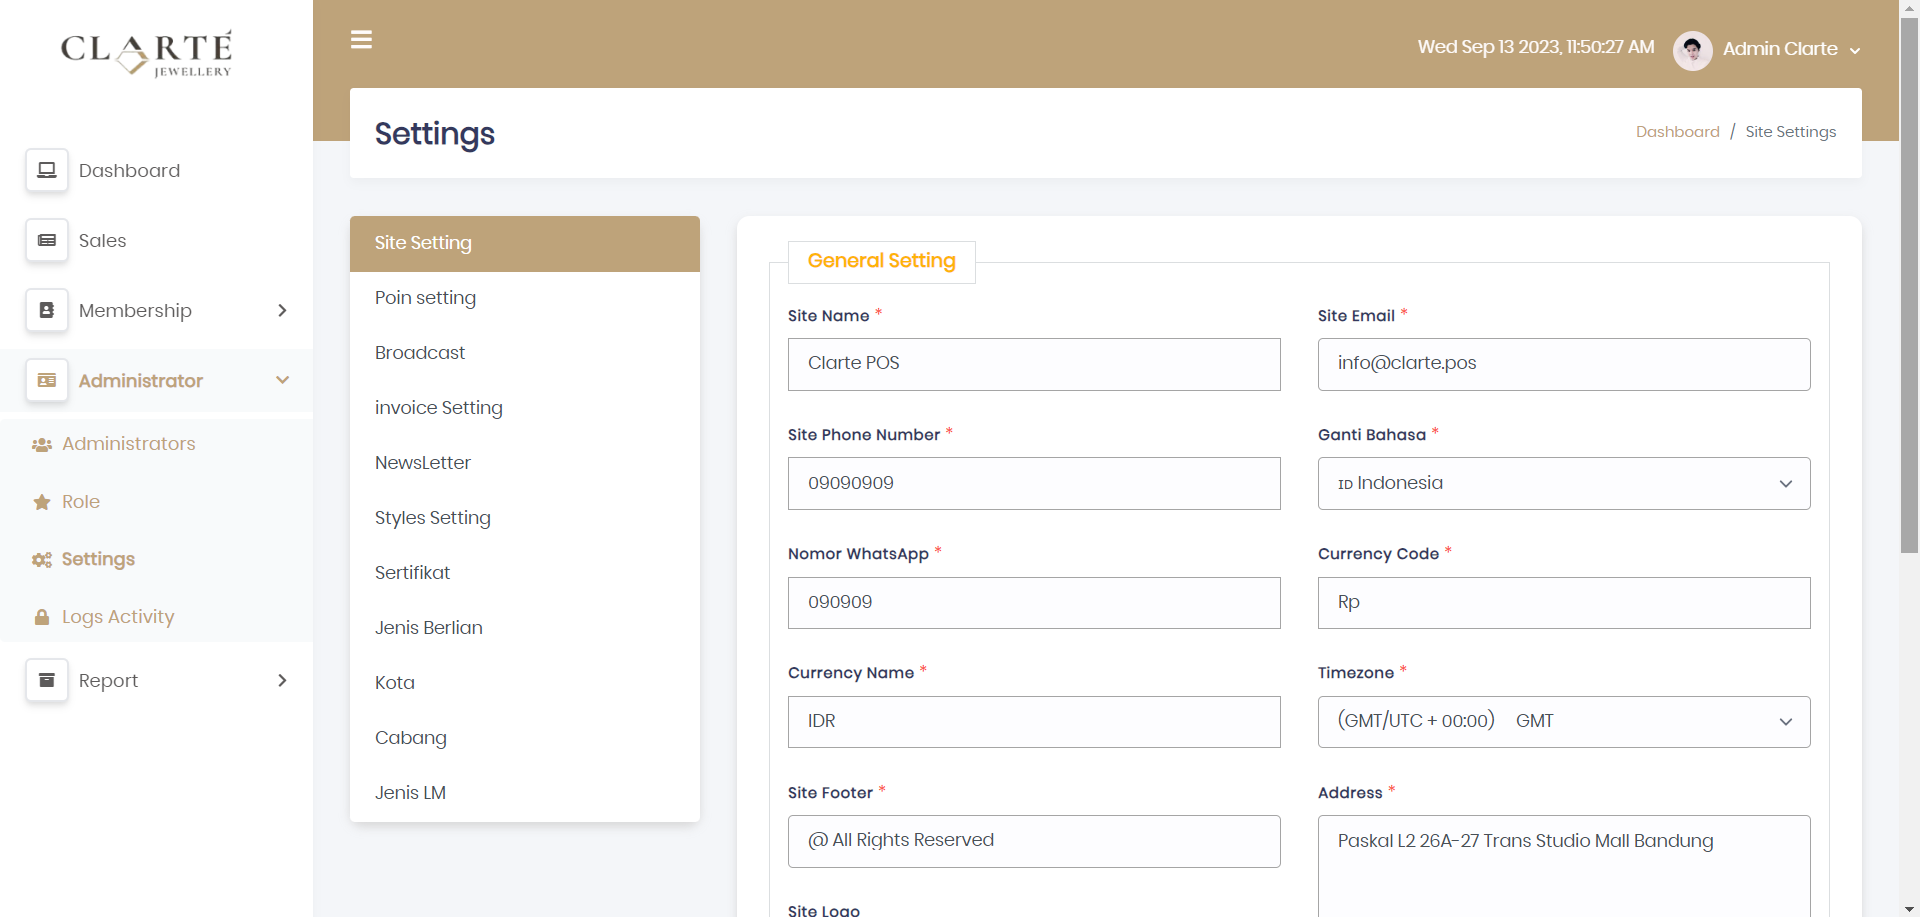 CLARTÉ
JEWELLERY
Wed Sep 13 2023, 11:50:27 AM
Admin Clarte
Dashboard
Sales
Membership
Administrator
Administrators
Role
Settings
Logs Activity
Report
Settings
Dashboard / Site Settings
Site Setting
Poin setting
Broadcast
invoice Setting
NewsLetter
Styles Setting
Sertifikat
Jenis Berlian
Kota
Cabang
Jenis LM
General Setting
Site Name *
Clarte POS
Site Email *
info@clarte.pos
Site Phone Number *
09090909
Ganti Bahasa *
ID Indonesia
Nomor WhatsApp *
090909
Currency Code *
Rp
Currency Name *
IDR
Timezone *
(GMT/UTC + 00:00) GMT
Site Footer *
@ All Rights Reserved
Address *
Paskal L2 26A-27 Trans Studio Mall Bandung
Site Logo